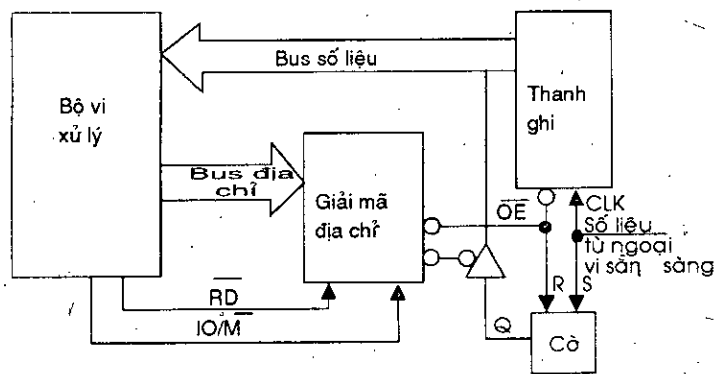 Bus số liệu
Bộ vi
xử lý
Thanh
ghi
Bus địa
chỉ
Giải mã
địa chỉ
OE
CLK
Số liệu
từ ngoại
vi sẵn sàng
RD
IO/M
R
S
Q
Cờ